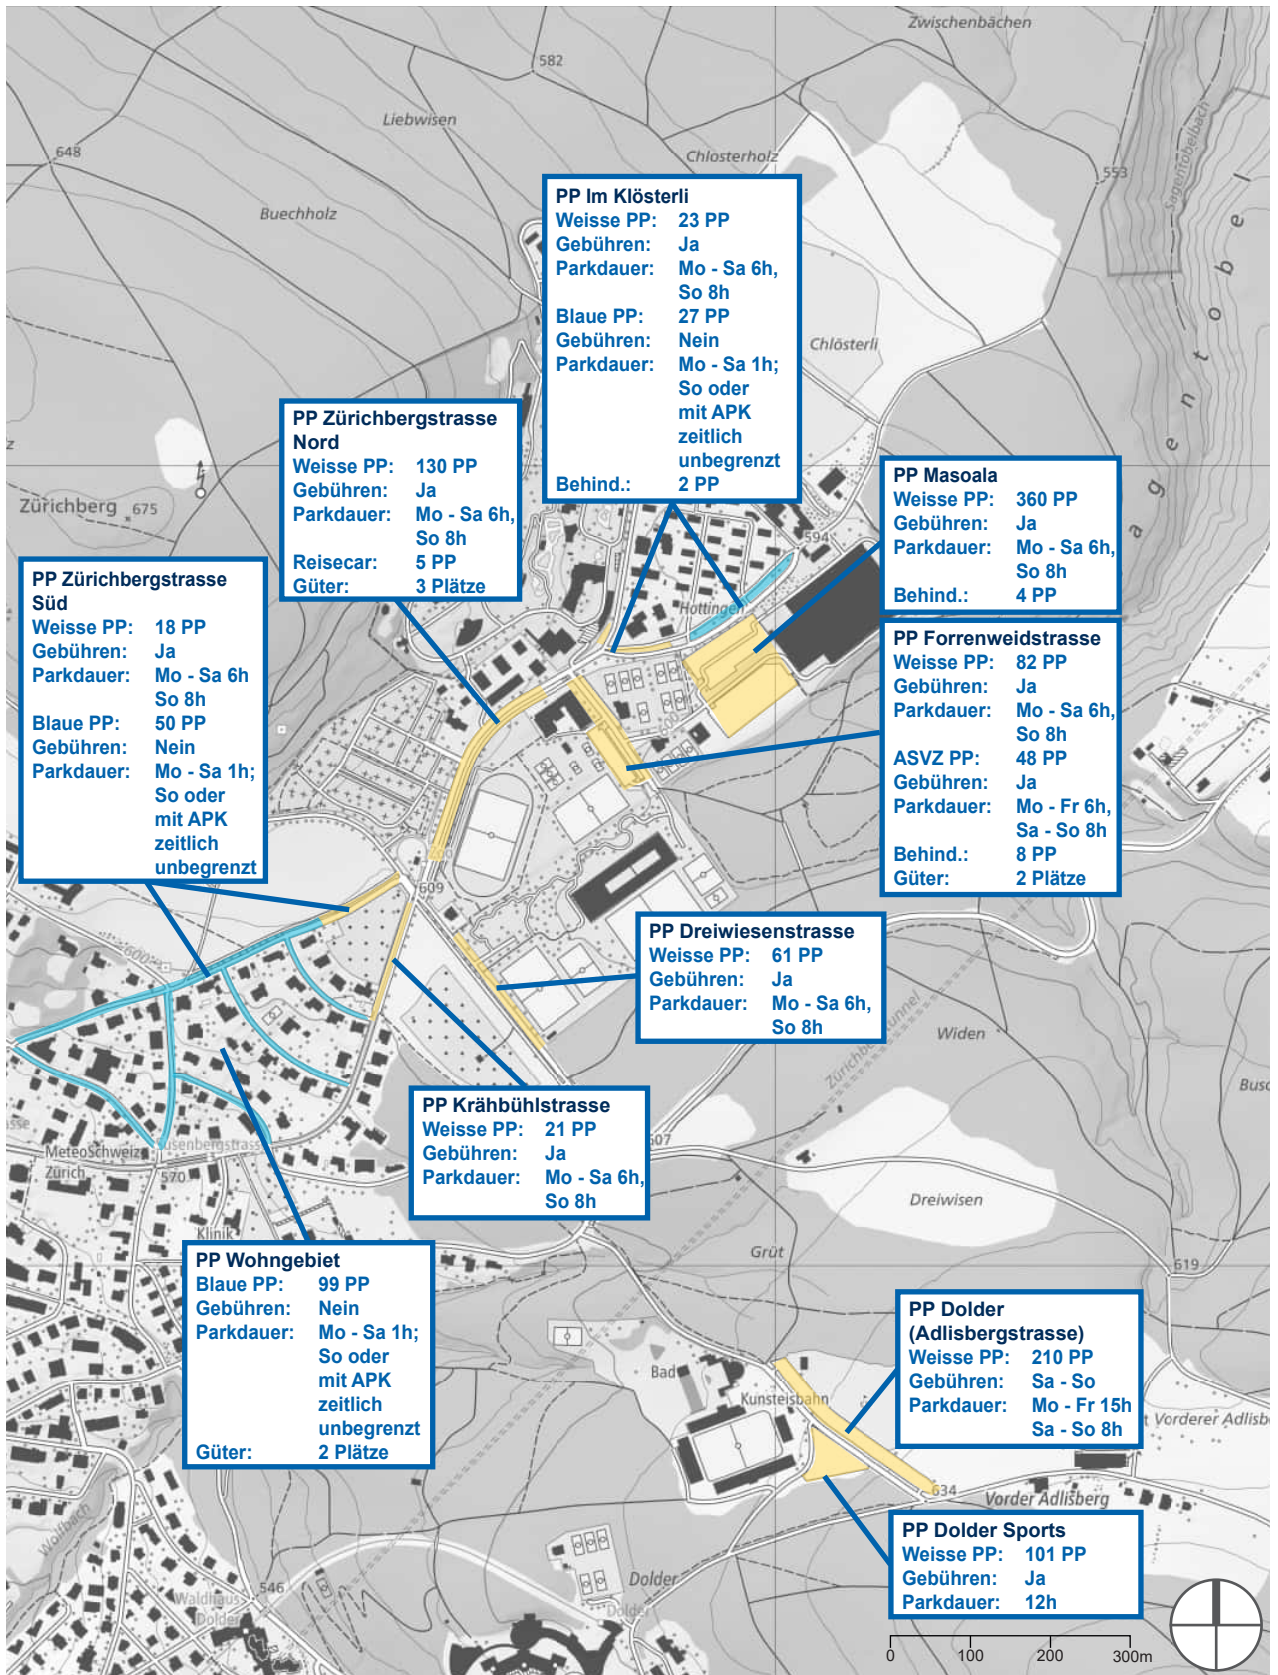 Zwischenbächen
582
Liebwisen
648
Chlosterholz
553
Sagentobelbach
Buechholz
Sagentobel
PP Im Klösterli
Weisse PP: 23 PP
Gebühren: Ja
Parkdauer: Mo - Sa 6h,
So 8h
Blaue PP: 27 PP
Gebühren: Nein
Parkdauer: Mo - Sa 1h;
So oder
mit APK
zeitlich
unbegrenzt
Behind.: 2 PP
Chlösterli
PP Zürichbergstrasse
Nord
Weisse PP: 130 PP
Gebühren: Ja
Parkdauer: Mo - Sa 6h,
So 8h
Reisecar: 5 PP
Güter: 3 Plätze
Zürichberg 675
PP Masoala
Weisse PP: 360 PP
Gebühren: Ja
Parkdauer: Mo - Sa 6h,
So 8h
Behind.: 4 PP
594
Hottingen
PP Zürichbergstrasse
Süd
Weisse PP: 18 PP
Gebühren: Ja
Parkdauer: Mo - Sa 6h
So 8h
Blaue PP: 50 PP
Gebühren: Nein
Parkdauer: Mo - Sa 1h;
So oder
mit APK
zeitlich
unbegrenzt
PP Forrenweidstrasse
Weisse PP: 82 PP
Gebühren: Ja
Parkdauer: Mo - Sa 6h,
So 8h
ASVZ PP: 48 PP
Gebühren: Ja
Parkdauer: Mo - Fr 6h,
Sa - So 8h
Behind.: 8 PP
Güter: 2 Plätze
609
600
PP Dreiwiesenstrasse
Weisse PP: 61 PP
Gebühren: Ja
Parkdauer: Mo - Sa 6h,
So 8h
Widen
PP Krähbühlstrasse
Weisse PP: 21 PP
Gebühren: Ja
Parkdauer: Mo - Sa 6h,
So 8h
607
MeteoSchweiz
Zürich
570
Susenbergstrasse
Klinik
Dreiwisen
Grüt
619
PP Wohngebiet
Blaue PP: 99 PP
Gebühren: Nein
Parkdauer: Mo - Sa 1h;
So oder
mit APK
zeitlich
unbegrenzt
Güter: 2 Plätze
PP Dolder
(Adlisbergstrasse)
Weisse PP: 210 PP
Gebühren: Sa - So
Parkdauer: Mo - Fr 15h
Sa - So 8h
Bad
Kunsteisbahn
Vorderer Adlisb
634
Vorder Adlisberg
PP Dolder Sports
Weisse PP: 101 PP
Gebühren: Ja
Parkdauer: 12h
Wolfbach
546
Waldhaus
Dolder
Dolder
Dolder
0 100 200 300m